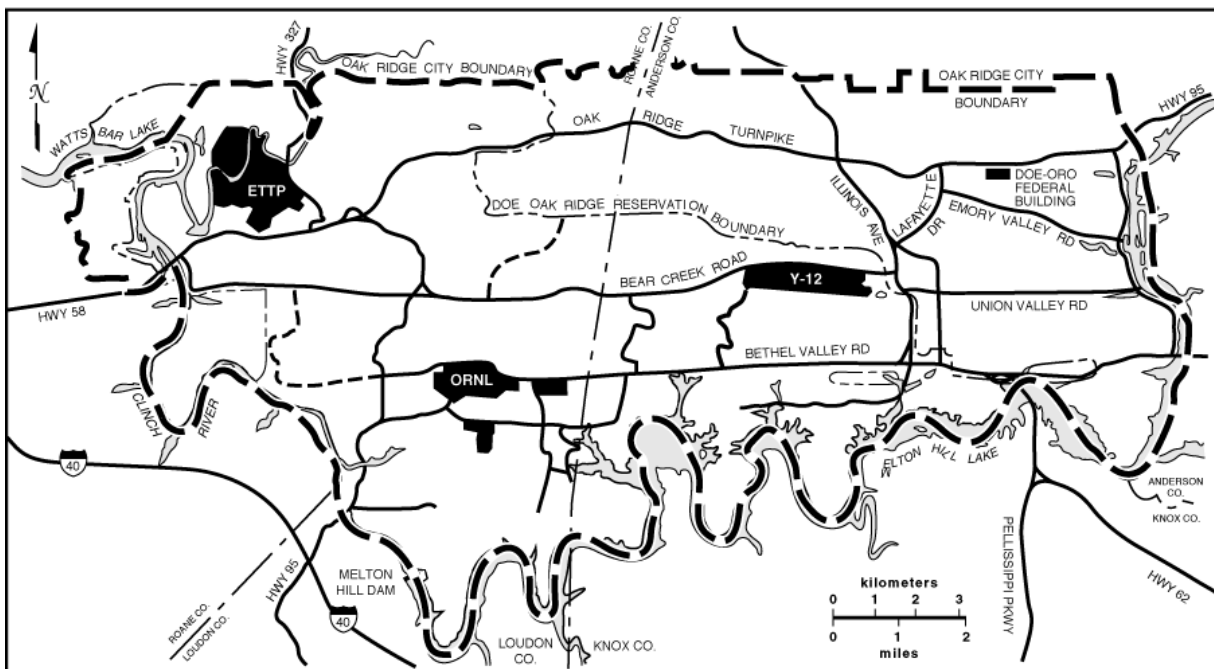 N
HWY 327
OAK RIDGE CITY BOUNDARY
ROANE CO.
ANDERSON CO.
OAK RIDGE CITY
BOUNDARY
HWY 95
WATTS BAR LAKE
OAK RIDGE TURNPIKE
ETTP
DOE-ORO
FEDERAL
BUILDING
ILLINOIS AVE
LAFAYETTE
DR
EMORY VALLEY RD
DOE OAK RIDGE RESERVATION BOUNDARY
BEAR CREEK ROAD
Y-12
HWY 58
UNION VALLEY RD
BETHEL VALLEY RD
ORNL
CLINCH
RIVER
40
MELTON HILL LAKE
ANDERSON
CO.
KNOX CO.
PELLISSIPPI PKWY
HWY 62
HWY 95
MELTON
HILL DAM
ROANE CO.
LOUDON CO.
40
LOUDON
CO.
KNOX CO.
kilometers
0 1 2 3
0 1 2
miles